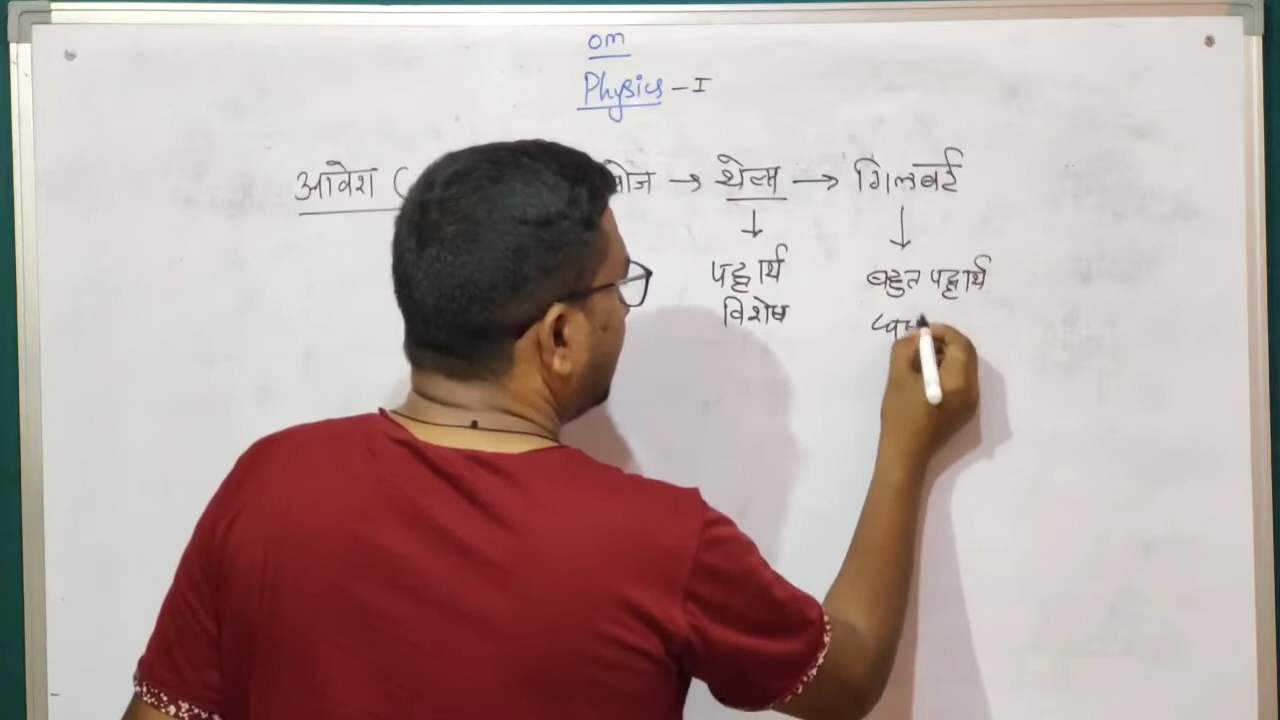 om
Physics - I
आवेश ( खोज → थेल्स → गिलबर्ट
↓ ↓
पदार्थ बहुत पदार्थ
विशेष